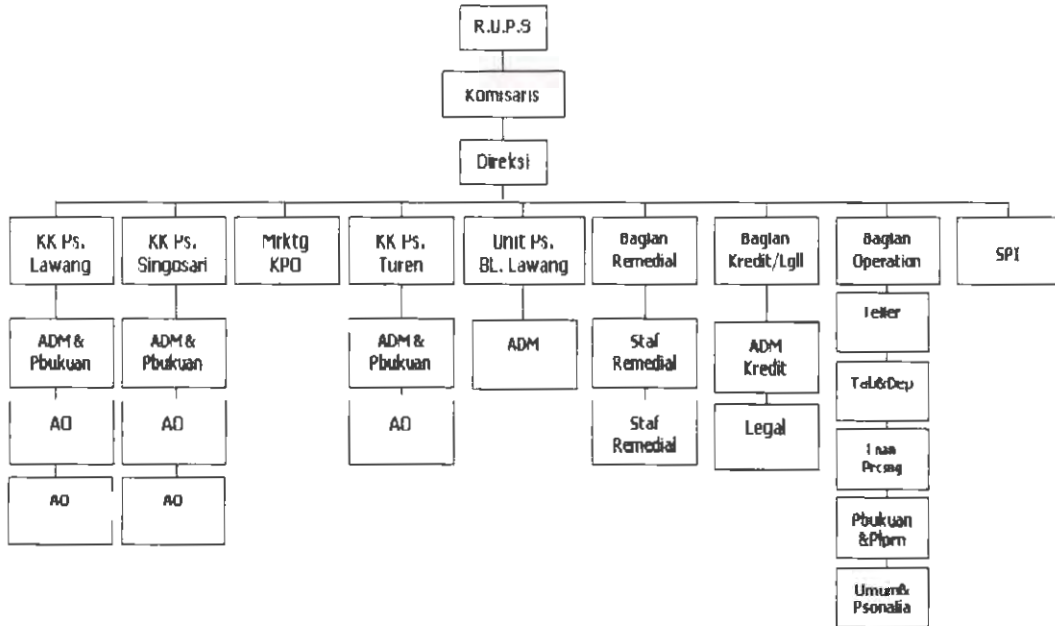 R.U.P.S
Komisaris
Direksi
KK Ps.
Lawang
KK Ps.
Singosari
Mrktg
KPO
KK Ps.
Turen
Unit Ps.
BL. Lawang
Bagian
Remedial
Bagian
Kredit/Lgll
Bagian
Operation
SPI
ADM &
Pbukuan
ADM &
Pbukuan
ADM &
Pbukuan
ADM
Staf
Remedial
ADM
Kredit
Teller
AO
AO
AO
Staf
Remedial
Legal
Tab&Dep
AO
AO
Loan
Prcsng
Pbukuan
&Plprn
Umum&
Psonalia